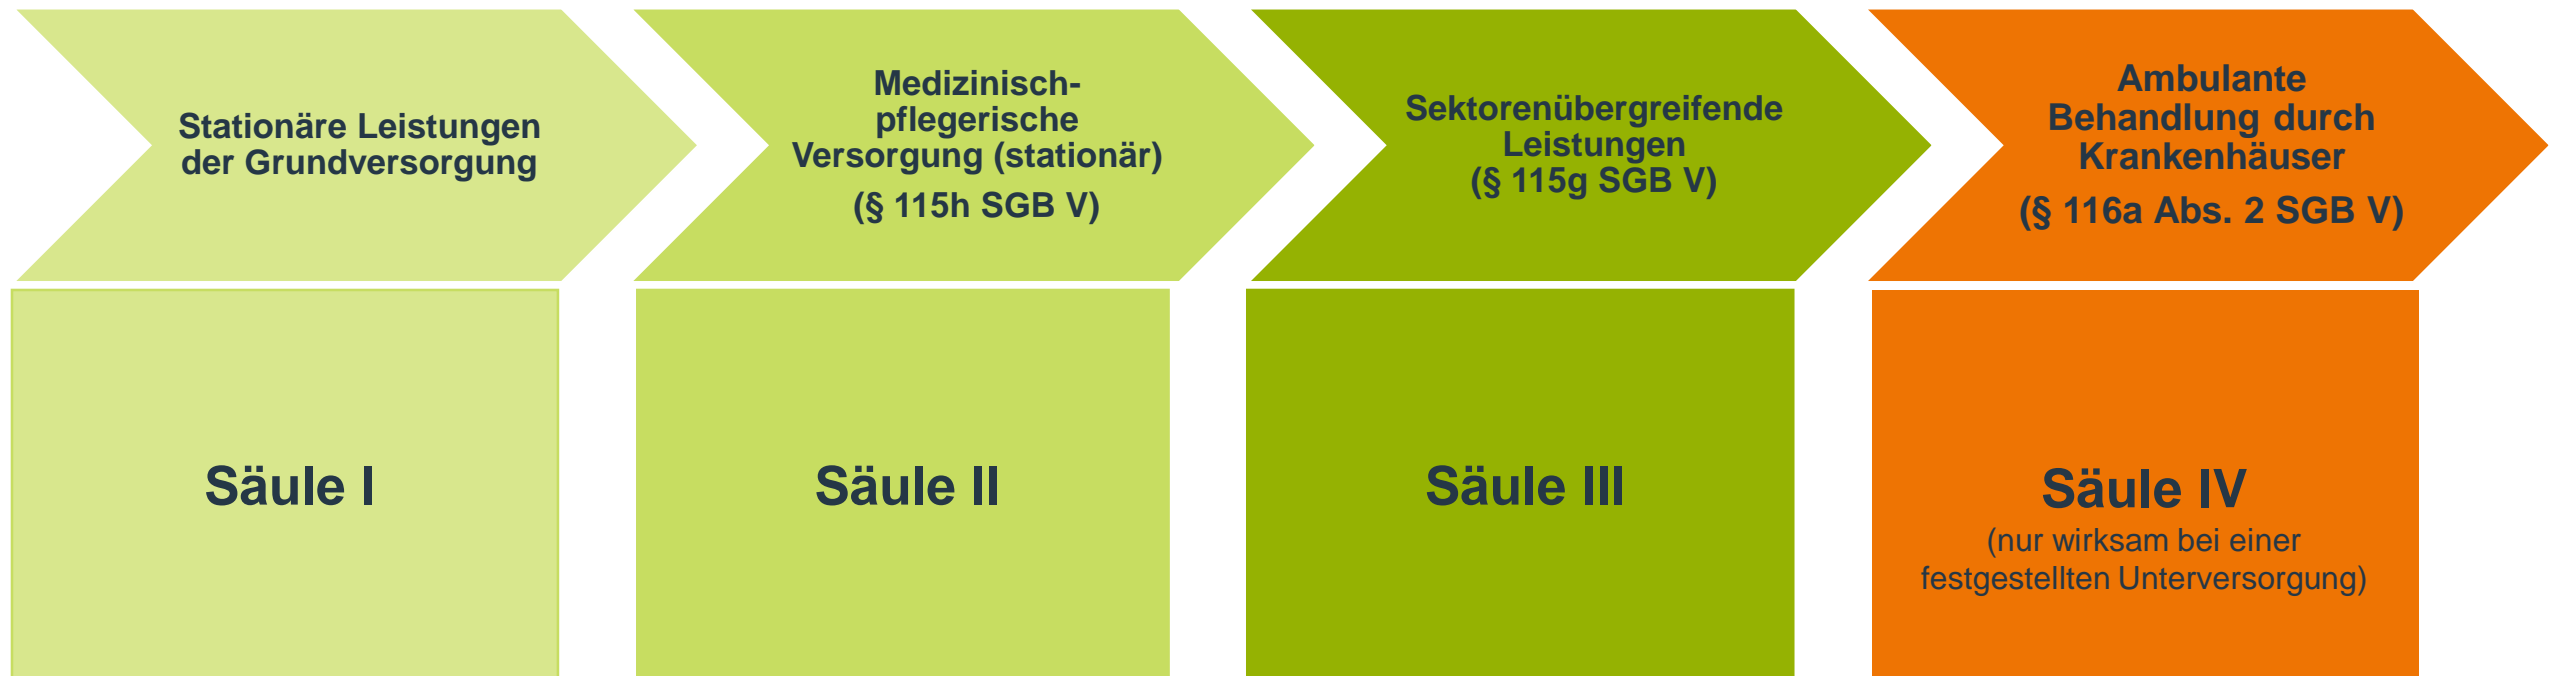 Stationäre Leistungen
der Grundversorgung
Medizinisch-
pflegerische
Versorgung (stationär)
(§ 115h SGB V)
Sektorenübergreifende
Leistungen
(§ 115g SGB V)
Ambulante
Behandlung durch
Krankenhäuser
(§ 116a Abs. 2 SGB V)
Säule I
Säule II
Säule III
Säule IV
(nur wirksam bei einer
festgestellten Unterversorgung)